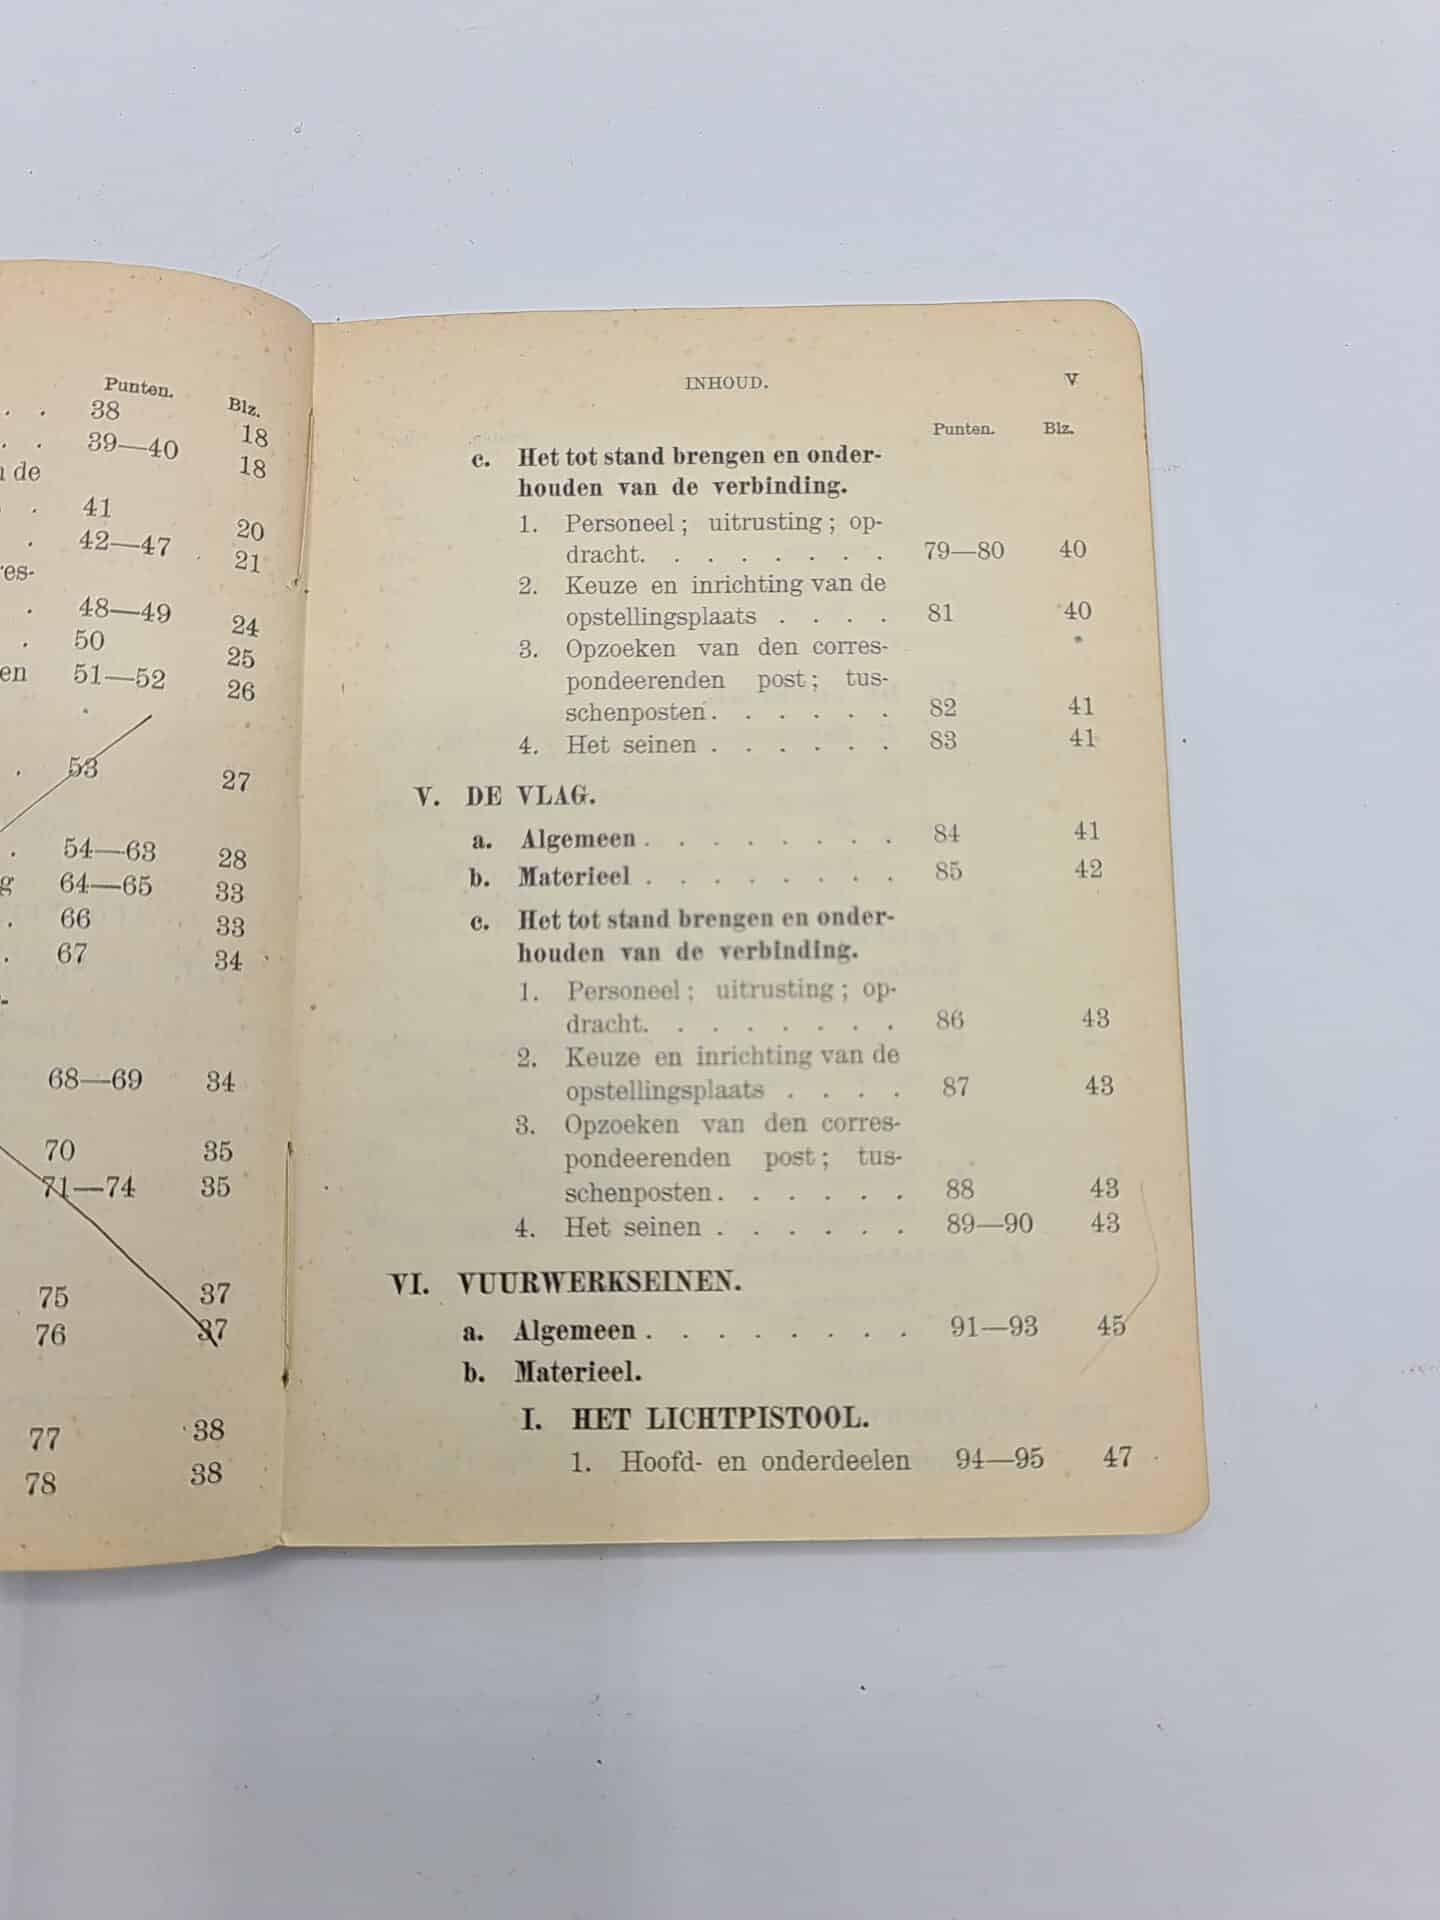 Punten. Blz.
. . 38 18
. . 39—40 18
de
. 41 20
. 42—47 21
es-
. 48—49 24
. 50 25
en 51—52 26
. 53 27
. 54—63 28
g 64—65 33
. 66 33
. 67 34
-
68—69 34
70 35
71—74 35
75 37
76 37
77 38
78 38
INHOUD. V
Punten. Blz.
c. Het tot stand brengen en onder-
houden van de verbinding.
1. Personeel; uitrusting; op-
dracht. . . . . . . . 79—80 40
2. Keuze en inrichting van de
opstellingsplaats . . . . 81 40
3. Opzoeken van den corres-
pondeerenden post; tus-
schenposten. . . . . . 82 41
4. Het seinen . . . . . . 83 41
V. DE VLAG.
a. Algemeen . . . . . . . . 84 41
b. Materieel . . . . . . . . 85 42
c. Het tot stand brengen en onder-
houden van de verbinding.
1. Personeel; uitrusting; op-
dracht. . . . . . . . 86 43
2. Keuze en inrichting van de
opstellingsplaats . . . . 87 43
3. Opzoeken van den corres-
pondeerenden post; tus-
schenposten. . . . . . 88 43
4. Het seinen . . . . . . 89—90 43
VI. VUURWERKSEINEN.
a. Algemeen . . . . . . . . 91—93 45
b. Materieel.
I. HET LICHTPISTOOL.
1. Hoofd- en onderdeelen 94—95 47